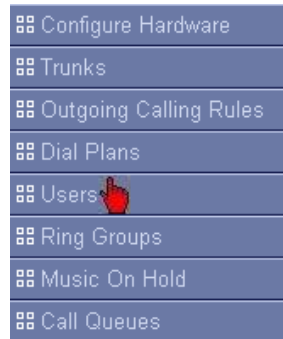 Configure Hardware
Trunks
Outgoing Calling Rules
Dial Plans
Users
Ring Groups
Music On Hold
Call Queues